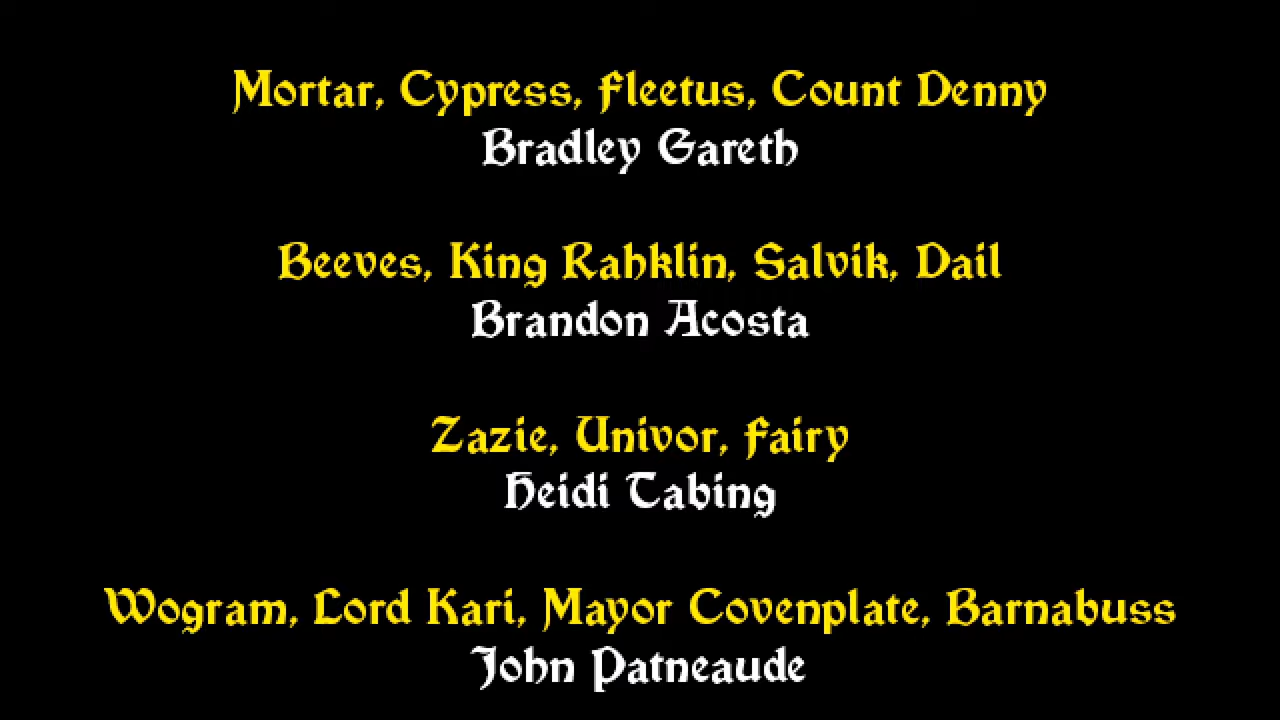 Mortar, Cypress, Fleetus, Count Denny
Bradley Gareth
Beeves, King Rahklin, Salvik, Dail
Brandon Acosta
Zazie, Univor, Fairy
Heidi Tabing
Wogram, Lord Kari, Mayor Covenplate, Barnabuss
John Patneaude